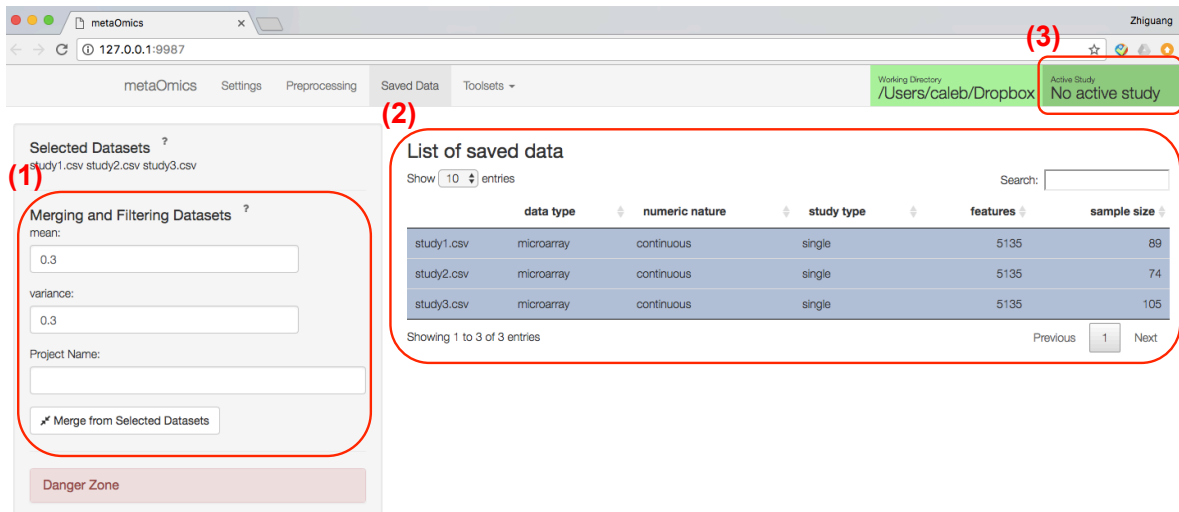 metaOmics
Zhiguang
127.0.0.1:9987
(3)
metaOmics Settings Preprocessing Saved Data Toolsets
Working Directory
/Users/caleb/Dropbox
Active Study
No active study
(2)
Selected Datasets ?
study1.csv study2.csv study3.csv
(1)
Merging and Filtering Datasets ?
mean:
0.3
variance:
0.3
Project Name:
Merge from Selected Datasets
Danger Zone
List of saved data
Show 10 entries
Search:
data type numeric nature study type features sample size
study1.csv microarray continuous single 5135 89
study2.csv microarray continuous single 5135 74
study3.csv microarray continuous single 5135 105
Showing 1 to 3 of 3 entries
Previous 1 Next